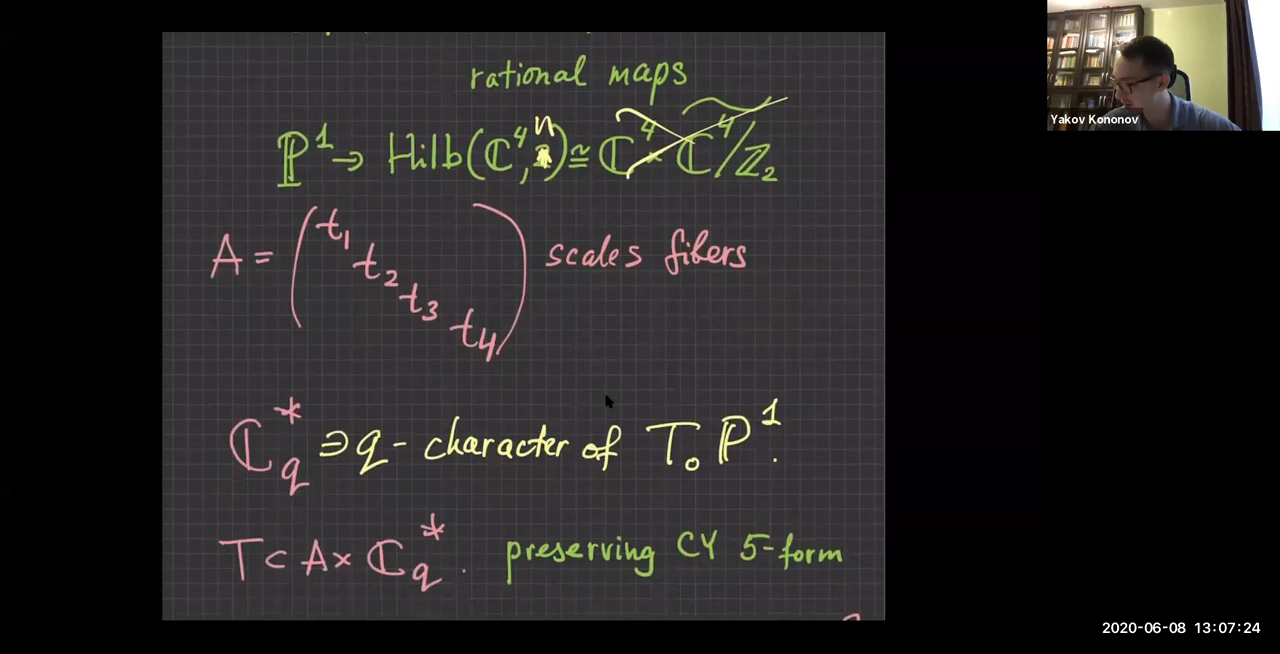 rational maps
ℙ¹ → Hilb(ℂ⁴, n) ≅ ℂ⁴ × ℂ⁴/ℤ₂
A = (t₁ t₂ t₃ t₄) scales fibers
ℂ*_q ∋ q - character of T₀ℙ¹.
T ⊂ A × ℂ*_q. preserving CY 5-form
Yakov Kononov
2020-06-08 13:07:24